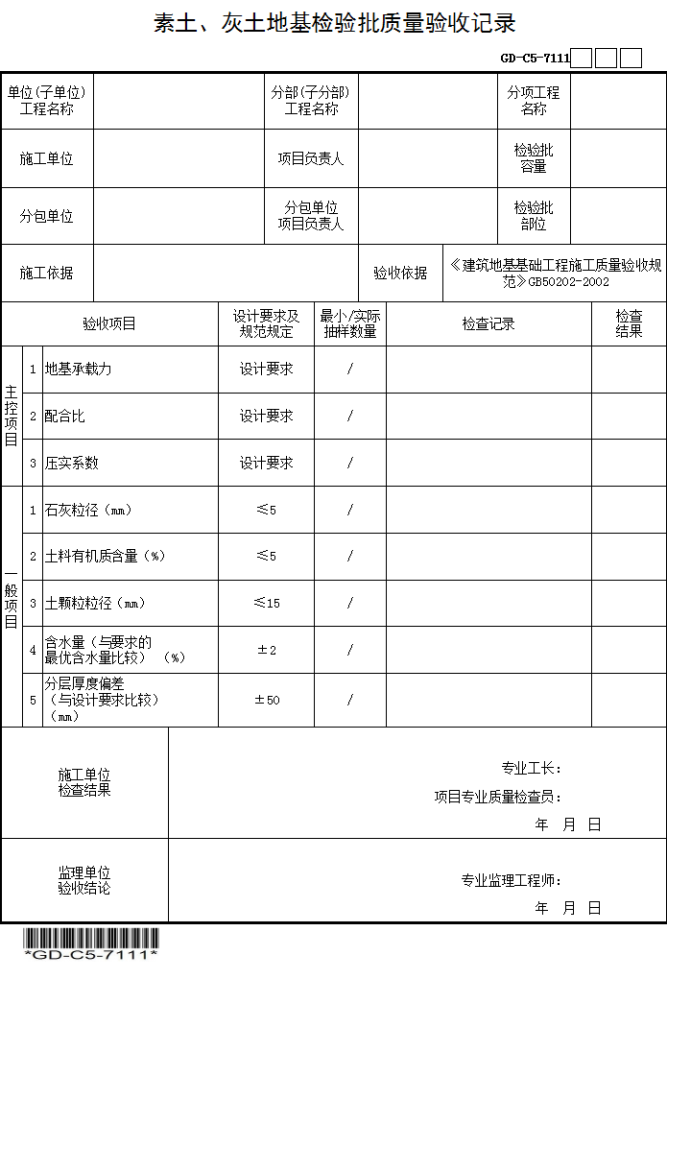 素土、灰土地基检验批质量验收记录
GD-C5-7111
单位(子单位)
工程名称
分部(子分部)
工程名称
分项工程
名称
施工单位
项目负责人
检验批
容量
分包单位
分包单位
项目负责人
检验批
部位
施工依据
验收依据
《建筑地基基础工程施工质量验收规
范》GB50202-2002
验收项目
设计要求及
规范规定
最小/实际
抽样数量
检查记录
检查
结果
主控项目
1
地基承载力
设计要求
/
2
配合比
设计要求
/
3
压实系数
设计要求
/
一般项目
1
石灰粒径(mm)
≤5
/
2
土料有机质含量(%)
≤5
/
3
土颗粒粒径(mm)
≤15
/
4
含水量(与要求的
最优含水量比较) (%)
±2
/
5
分层厚度偏差
(与设计要求比较)
(mm)
±50
/
施工单位
检查结果
专业工长:
项目专业质量检查员:
年 月 日
监理单位
验收结论
专业监理工程师:
年 月 日
*GD-C5-7111*